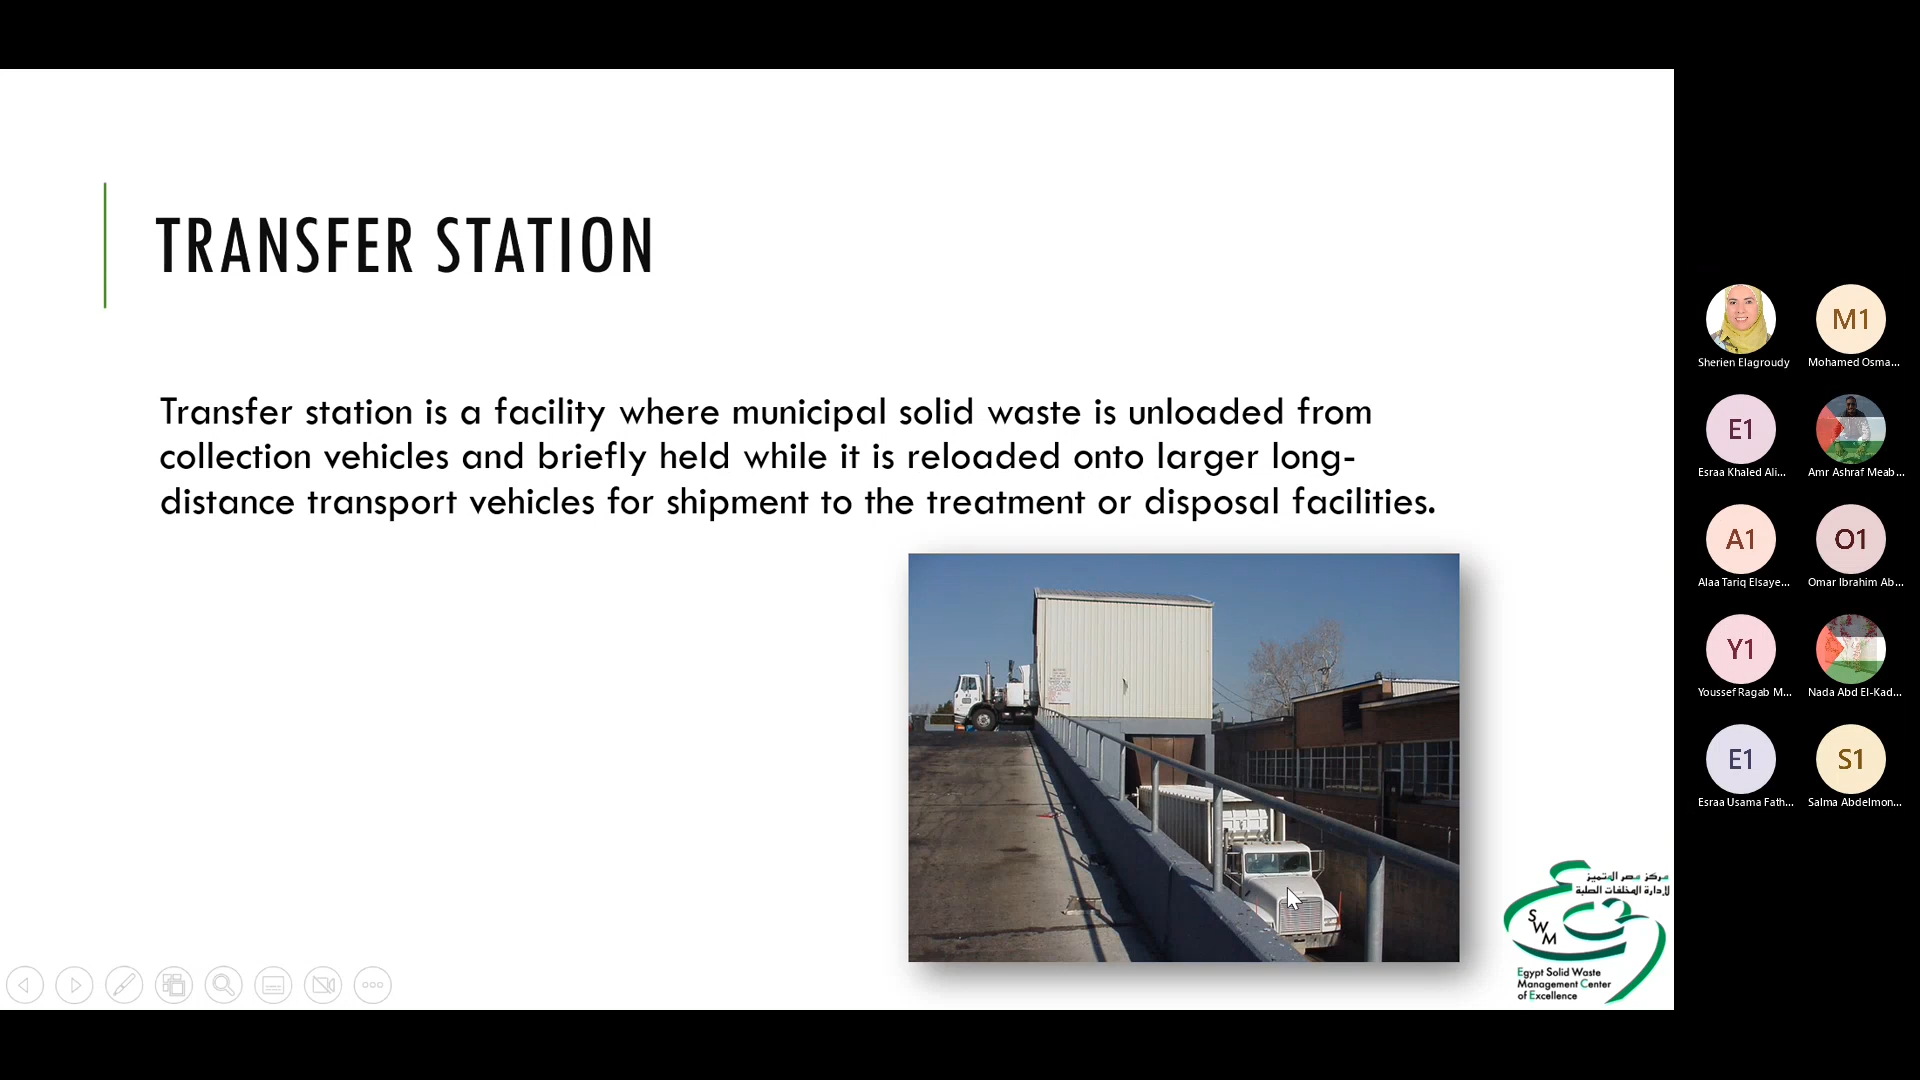 TRANSFER STATION
Transfer station is a facility where municipal solid waste is unloaded from
collection vehicles and briefly held while it is reloaded onto larger long-
distance transport vehicles for shipment to the treatment or disposal facilities.
مركز مصر المتميز
لإدارة المخلفات الصلبة
SWM
Egypt Solid Waste
Management Center
of Excellence
Sherien Elagroudy
M1
Mohamed Osma...
E1
Esraa Khaled Ali...
Amr Ashraf Meab...
A1
Alaa Tariq Elsaye...
O1
Omar Ibrahim Ab...
Y1
Youssef Ragab M...
Nada Abd El-Kad...
E1
Esraa Usama Fath...
S1
Salma Abdelmon...